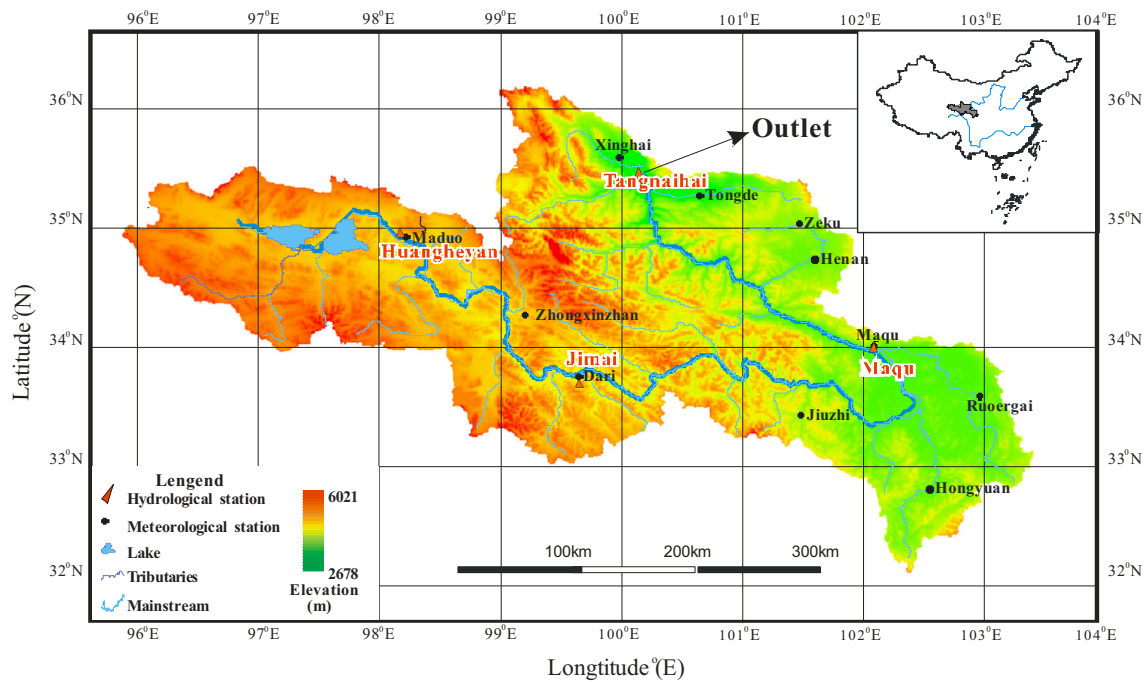 96°E 97°E 98°E 99°E 100°E 101°E 102°E 103°E 104°E
36°N
36°N
Outlet
Xinghai
Tangnaihai
Tongde
35°N
35°N
Zeku
Maduo
Huangheyan
Henan
Zhongxinzhan
34°N
34°N
Maqu
Jimai
Maqu
Dari
Ruoergai
Jiuzhi
33°N
33°N
Hongyuan
Lengend
Hydrological station
Meteorological station
Lake
Tributaries
Mainstream
6021
2678
Elevation
(m)
100km 200km 300km
32°N
32°N
96°E 97°E 98°E 99°E 100°E 101°E 102°E 103°E 104°E
Latitude°(N)
Longtitude°(E)